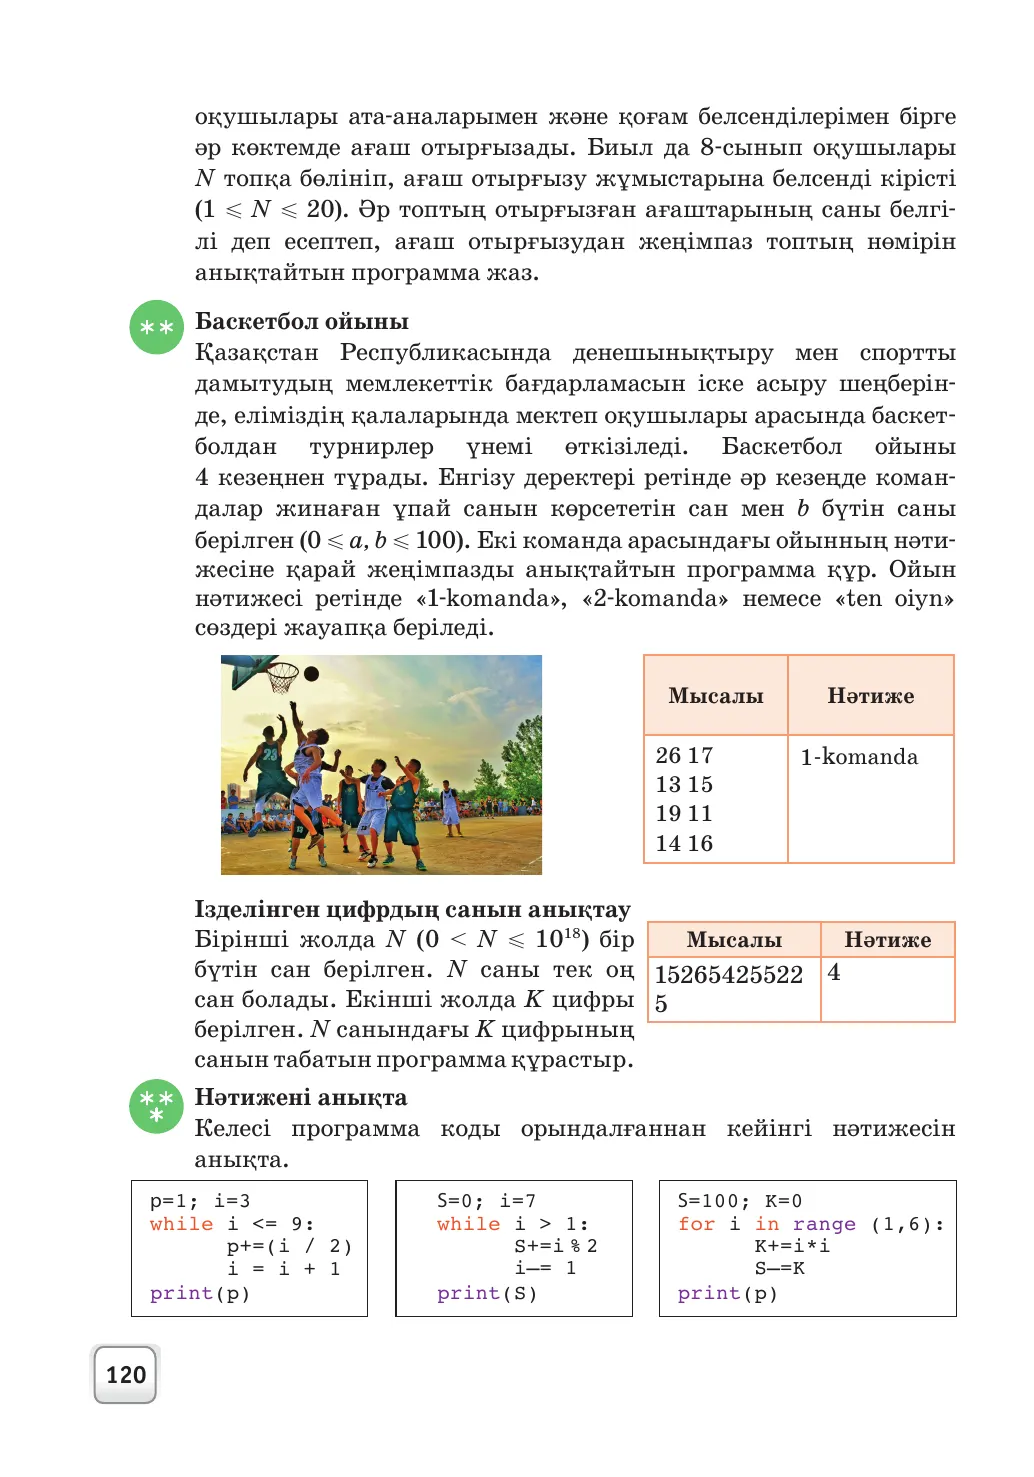 оқушылары ата-аналарымен және қоғам белсенділерімен бірге
әр көктемде ағаш отырғызады. Биыл да 8-сынып оқушылары
N топқа бөлініп, ағаш отырғызу жұмыстарына белсенді кірісті
(1 ⩽ N ⩽ 20). Әр топтың отырғызған ағаштарының саны белгі-
лі деп есептеп, ағаш отырғызудан жеңімпаз топтың нөмірін
анықтайтын программа жаз.
**
Баскетбол ойыны
Қазақстан Республикасында денешынықтыру мен спортты
дамытудың мемлекеттік бағдарламасын іске асыру шеңберін-
де, еліміздің қалаларында мектеп оқушылары арасында баскет-
болдан турнирлер үнемі өткізіледі. Баскетбол ойыны
4 кезеңнен тұрады. Енгізу деректері ретінде әр кезеңде коман-
далар жинаған ұпай санын көрсететін сан мен b бүтін саны
берілген (0 ⩽ a, b ⩽ 100). Екі команда арасындағы ойынның нәти-
жесіне қарай жеңімпазды анықтайтын программа құр. Ойын
нәтижесі ретінде «1-komanda», «2-komanda» немесе «ten oiyn»
сөздері жауапқа беріледі.
23
13
Мысалы Нәтиже
26 17 1-komanda
13 15
19 11
14 16
Ізделінген цифрдың санын анықтау
Бірінші жолда N (0 < N ⩽ 10¹⁸) бір
бүтін сан берілген. N саны тек оң
сан болады. Екінші жолда K цифры
берілген. N санындағы K цифрының
санын табатын программа құрастыр.
Мысалы Нәтиже
15265425522 4
5
***
Нәтижені анықта
Келесі программа коды орындалғаннан кейінгі нәтижесін
анықта.
p=1; i=3
while i <= 9:
p+=(i / 2)
i = i + 1
print(p)
S=0; i=7
while i > 1:
S+=i%2
i–= 1
print(S)
S=100; K=0
for i in range (1,6):
K+=i*i
S–=K
print(p)
120